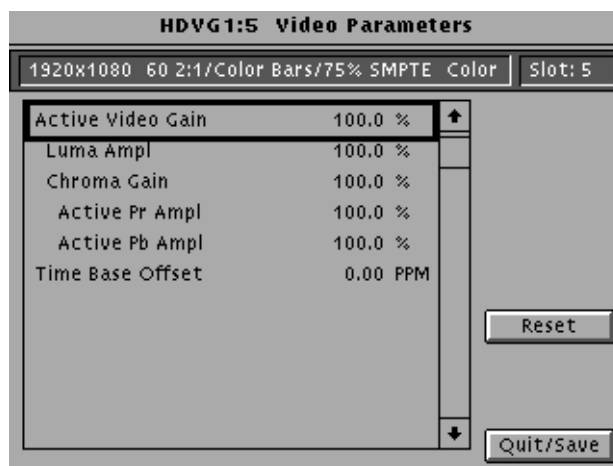 HDVG1:5 Video Parameters
1920x1080 60 2:1/Color Bars/75% SMPTE Color Slot: 5
Active Video Gain 100.0 %
Luma Ampl 100.0 %
Chroma Gain 100.0 %
Active Pr Ampl 100.0 %
Active Pb Ampl 100.0 %
Time Base Offset 0.00 PPM
Reset
Quit/Save